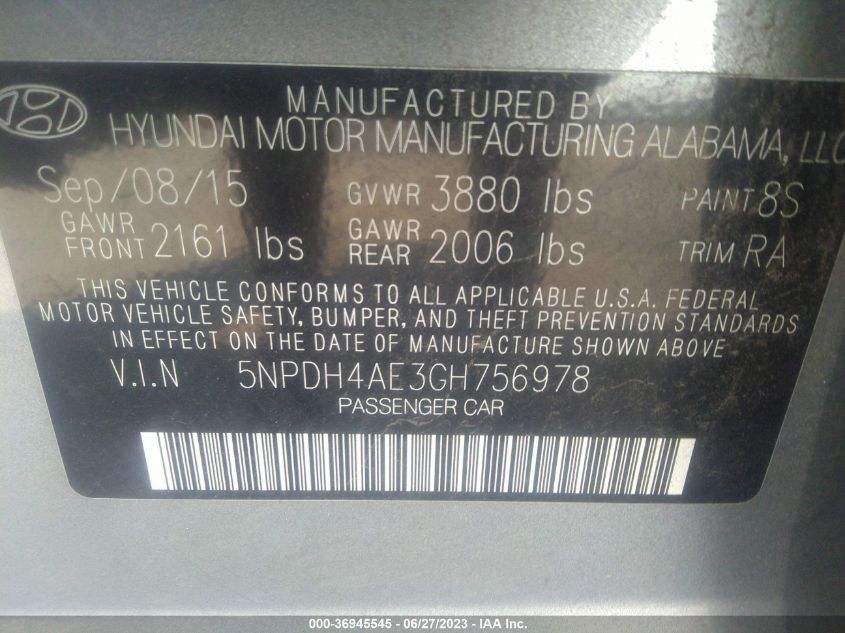 MANUFACTURED BY
HYUNDAI MOTOR MANUFACTURING ALABAMA, LLC
Sep/08/15 GVWR 3880 lbs PAINT 8S
GAWR FRONT 2161 lbs GAWR REAR 2006 lbs TRIM RA
THIS VEHICLE CONFORMS TO ALL APPLICABLE U.S.A. FEDERAL
MOTOR VEHICLE SAFETY, BUMPER, AND THEFT PREVENTION STANDARDS
IN EFFECT ON THE DATE OF MANUFACTURE SHOWN ABOVE
V.I.N 5NPDH4AE3GH756978
PASSENGER CAR
000-36945545 - 06/27/2023 - IAA Inc.